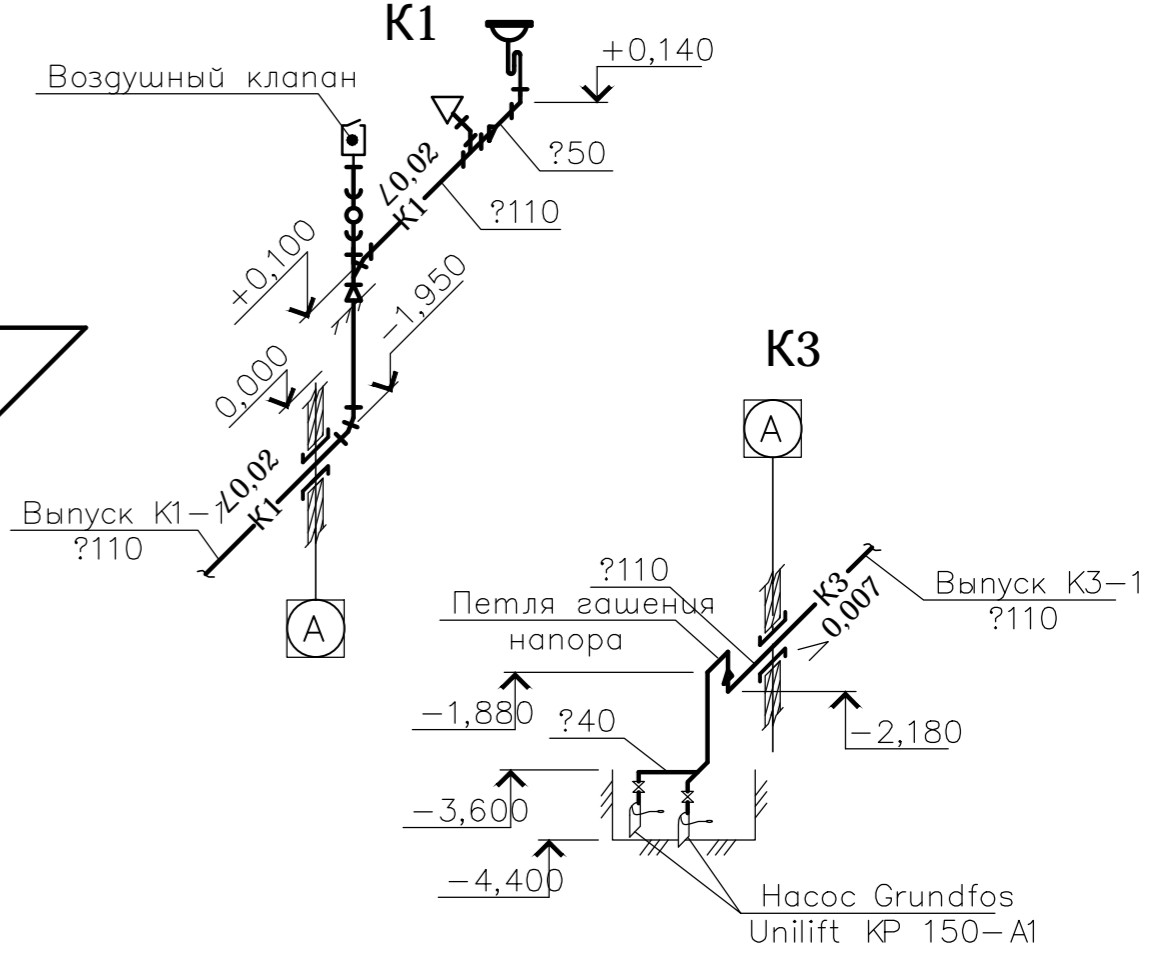 К1
+0,140
Воздушный клапан
?50
∠0,02
К1
?110
+0,100
-1,950
0,000
∠0,02
К1
Выпуск К1-1
?110
А
К3
А
?110
К3
0,007
Выпуск К3-1
?110
Петля гашения
напора
-1,880
?40
-2,180
-3,600
-4,400
Насос Grundfos
Unilift KP 150-A1